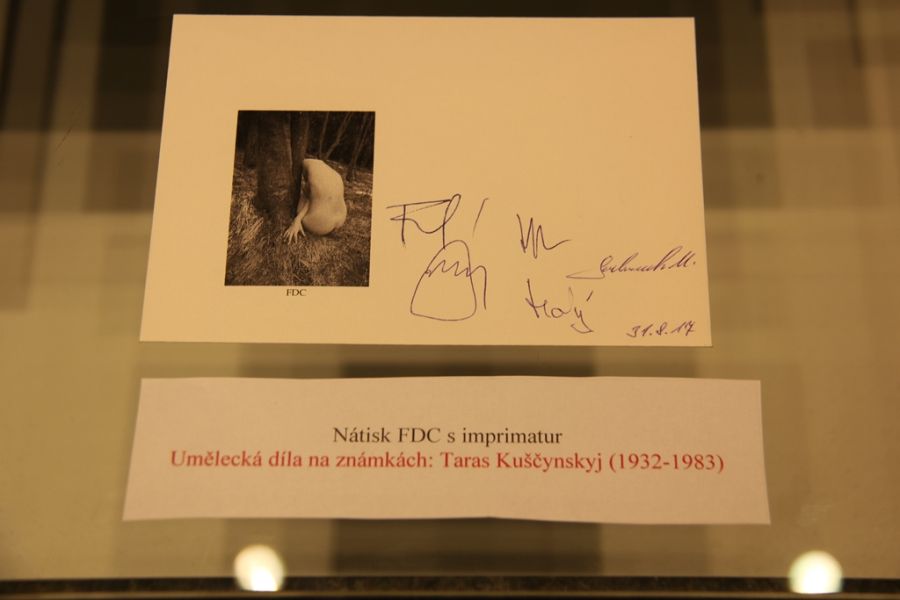 FDC
31.8.17
Nátisk FDC s imprimatur
Umělecká díla na známkách: Taras Kuščynskyj (1932-1983)